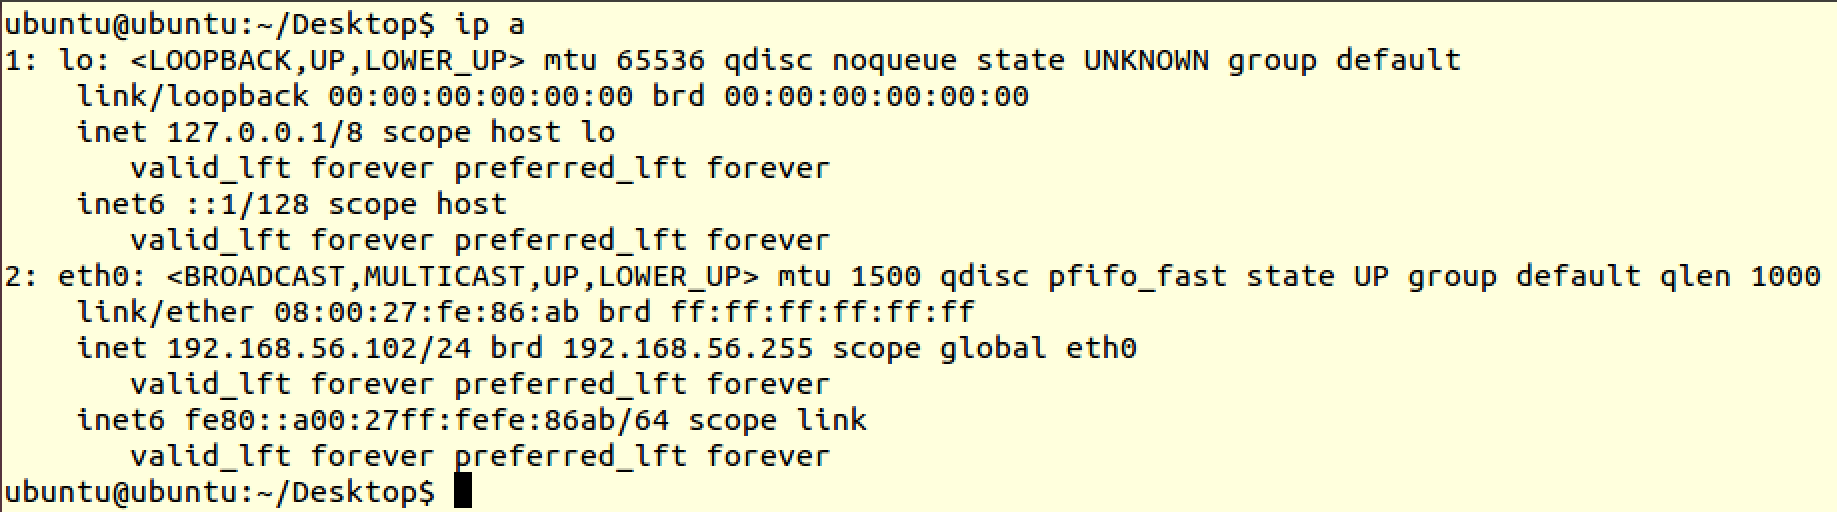 ubuntu@ubuntu:~/Desktop$ ip a
1: lo: <LOOPBACK,UP,LOWER_UP> mtu 65536 qdisc noqueue state UNKNOWN group default
    link/loopback 00:00:00:00:00:00 brd 00:00:00:00:00:00
    inet 127.0.0.1/8 scope host lo
       valid_lft forever preferred_lft forever
    inet6 ::1/128 scope host
       valid_lft forever preferred_lft forever
2: eth0: <BROADCAST,MULTICAST,UP,LOWER_UP> mtu 1500 qdisc pfifo_fast state UP group default qlen 1000
    link/ether 08:00:27:fe:86:ab brd ff:ff:ff:ff:ff:ff
    inet 192.168.56.102/24 brd 192.168.56.255 scope global eth0
       valid_lft forever preferred_lft forever
    inet6 fe80::a00:27ff:fefe:86ab/64 scope link
       valid_lft forever preferred_lft forever
ubuntu@ubuntu:~/Desktop$